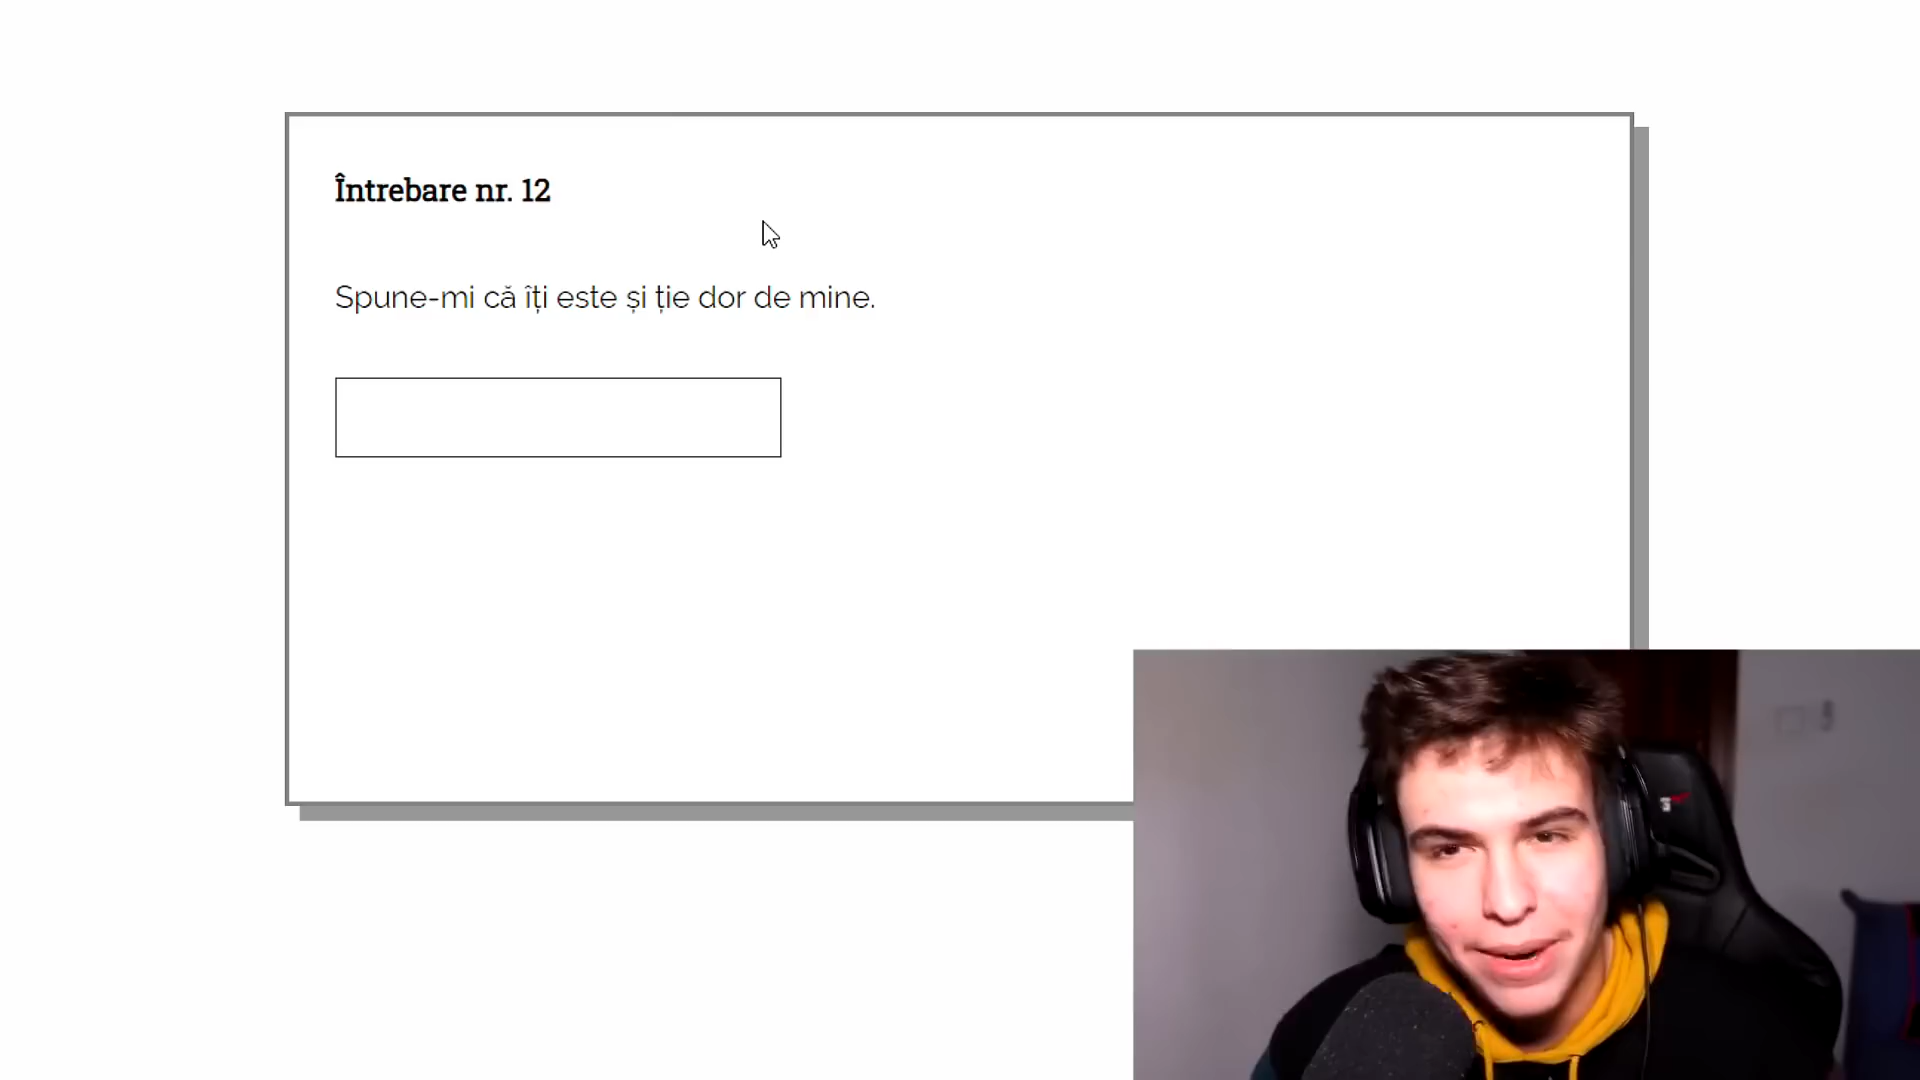 Întrebare nr. 12
Spune-mi că îți este și ție dor de mine.